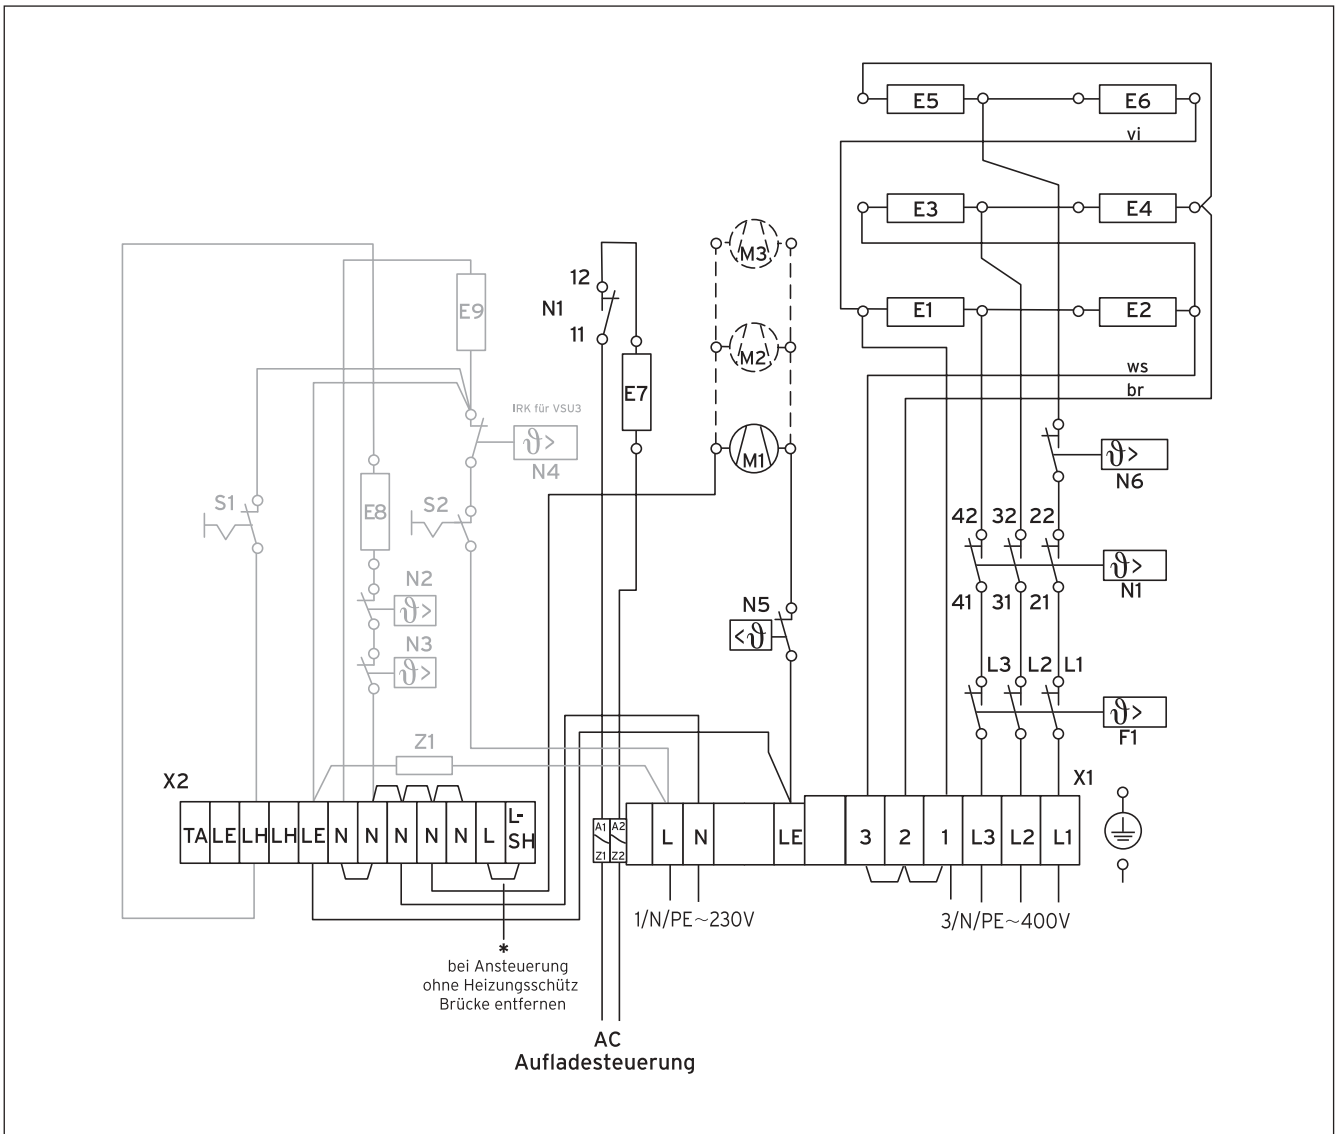 E5 E6
vi
E3 E4
E1 E2
ws
br
M3
M2
M1
12
N1
11
E7
E9
IRK für VSU3
ϑ>
N4
S1
E8
S2
N2
ϑ>
N3
ϑ>
N5
<ϑ
ϑ>
N6
42 32 22
ϑ>
N1
41 31 21
L3 L2 L1
ϑ>
F1
Z1
X2
X1
TA LE LH LH LE N N N N N L L-SH
A1 A2
Z1 Z2
L N LE 3 2 1 L3 L2 L1
1/N/PE~230V
3/N/PE~400V
*
bei Ansteuerung
ohne Heizungsschütz
Brücke entfernen
AC
Aufladesteuerung